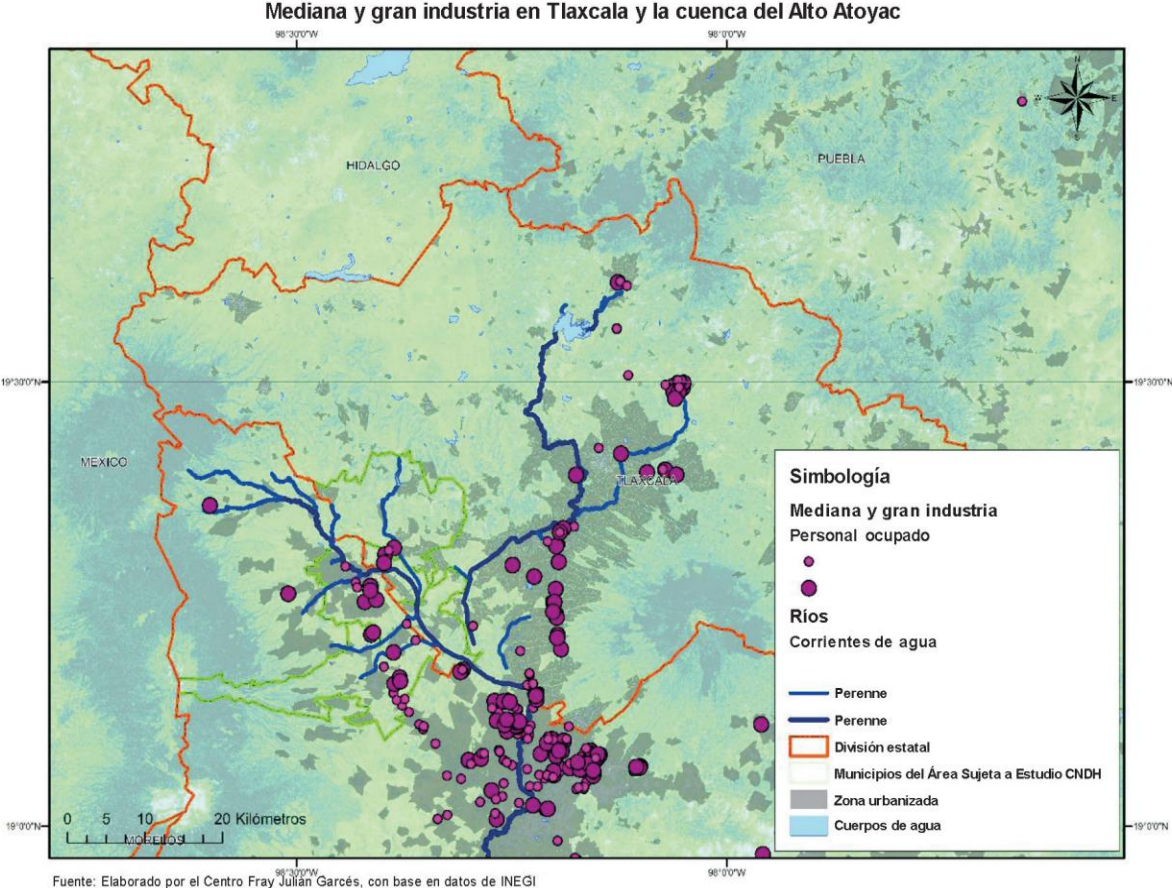 Mediana y gran industria en Tlaxcala y la cuenca del Alto Atoyac
98°30'0"W
98°0'0"W
N
W
E
S
HIDALGO
PUEBLA
19°30'0"N
19°30'0"N
MEXICO
TLAXCALA
Simbología
Mediana y gran industria
Personal ocupado
Ríos
Corrientes de agua
Perenne
Perenne
División estatal
Municipios del Área Sujeta a Estudio CNDH
Zona urbanizada
Cuerpos de agua
0 5 10 20 Kilómetros
19°0'0"N
19°0'0"N
MORELOS
98°30'0"W
98°0'0"W
Fuente: Elaborado por el Centro Fray Julián Garcés, con base en datos de INEGI